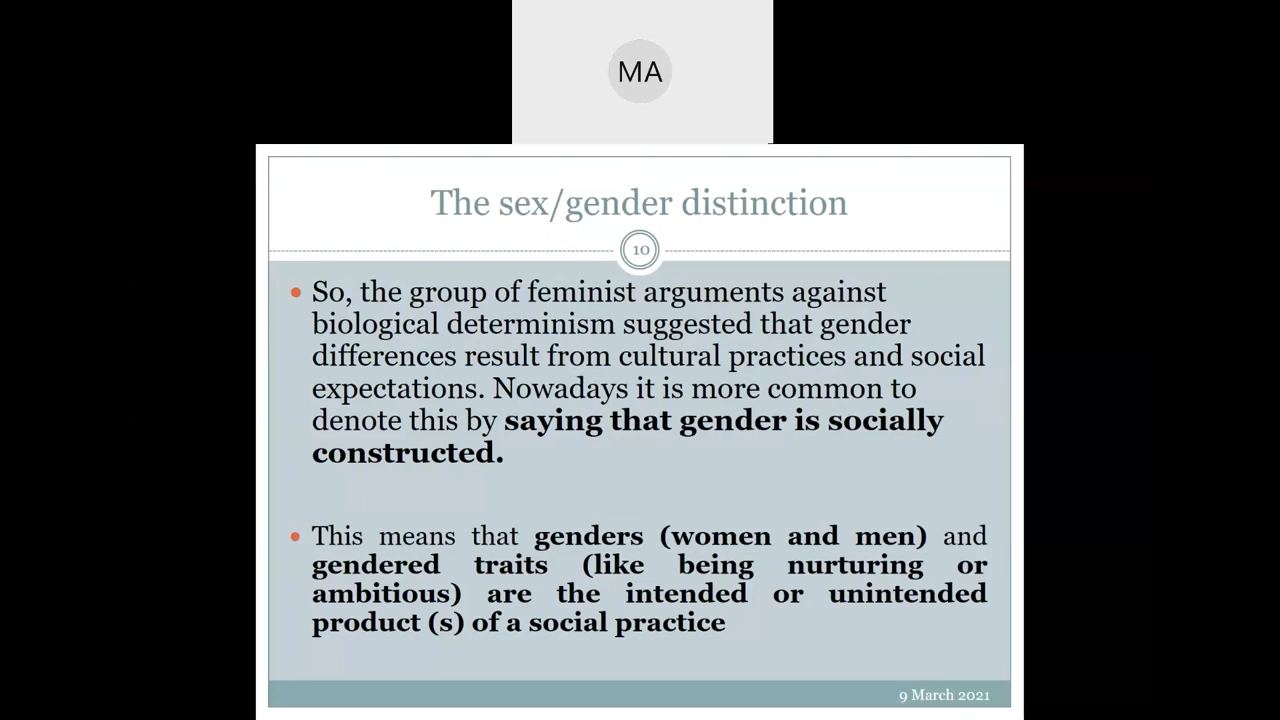 MA
The sex/gender distinction
10
• So, the group of feminist arguments against
biological determinism suggested that gender
differences result from cultural practices and social
expectations. Nowadays it is more common to
denote this by saying that gender is socially
constructed.
• This means that genders (women and men) and
gendered traits (like being nurturing or
ambitious) are the intended or unintended
product (s) of a social practice
9 March 2021